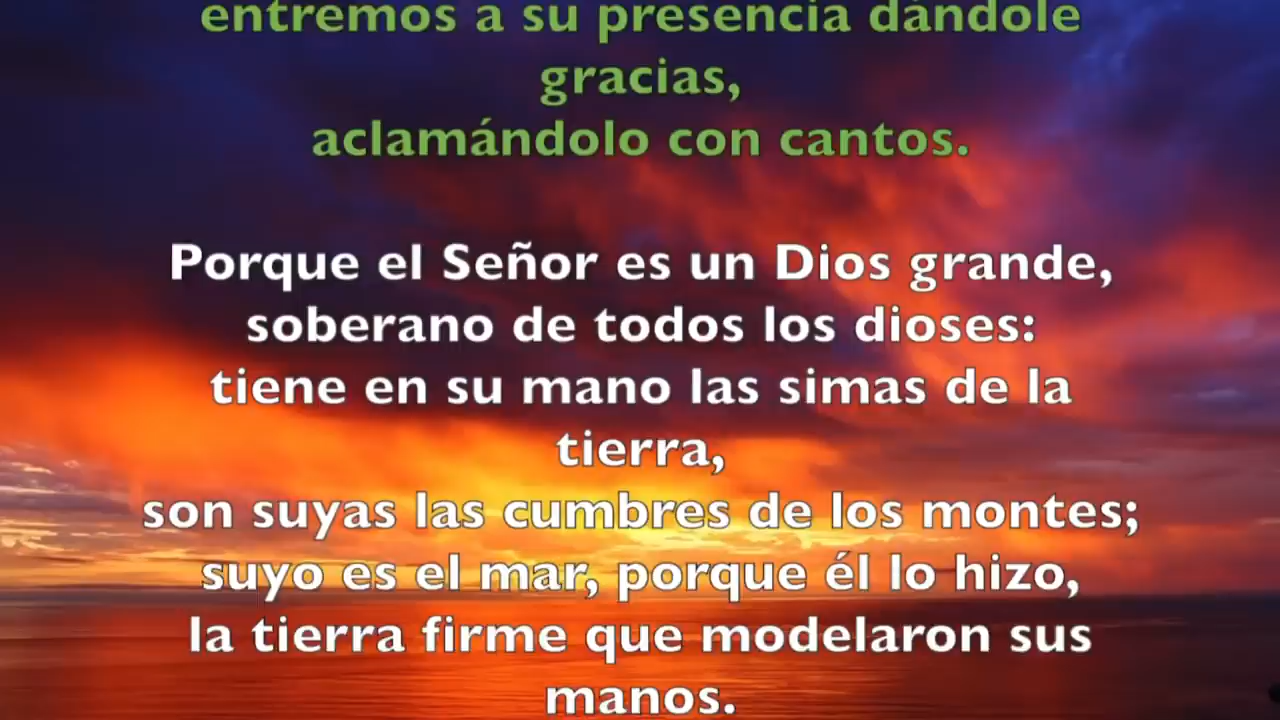 entremos a su presencia dándole
gracias,
aclamándolo con cantos.
Porque el Señor es un Dios grande,
soberano de todos los dioses:
tiene en su mano las simas de la
tierra,
son suyas las cumbres de los montes;
suyo es el mar, porque él lo hizo,
la tierra firme que modelaron sus
manos.